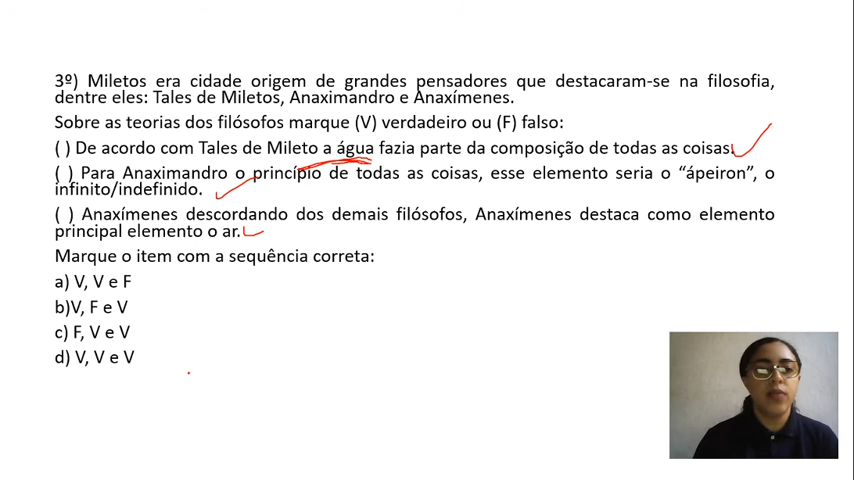 3º) Miletos era cidade origem de grandes pensadores que destacaram-se na filosofia,
dentre eles: Tales de Miletos, Anaximandro e Anaxímenes.
Sobre as teorias dos filósofos marque (V) verdadeiro ou (F) falso:
( ) De acordo com Tales de Mileto a água fazia parte da composição de todas as coisas.
( ) Para Anaximandro o princípio de todas as coisas, esse elemento seria o “ápeiron”, o
infinito/indefinido.
( ) Anaxímenes descordando dos demais filósofos, Anaxímenes destaca como elemento
principal elemento o ar.
Marque o item com a sequência correta:
a) V, V e F
b)V, F e V
c) F, V e V
d) V, V e V